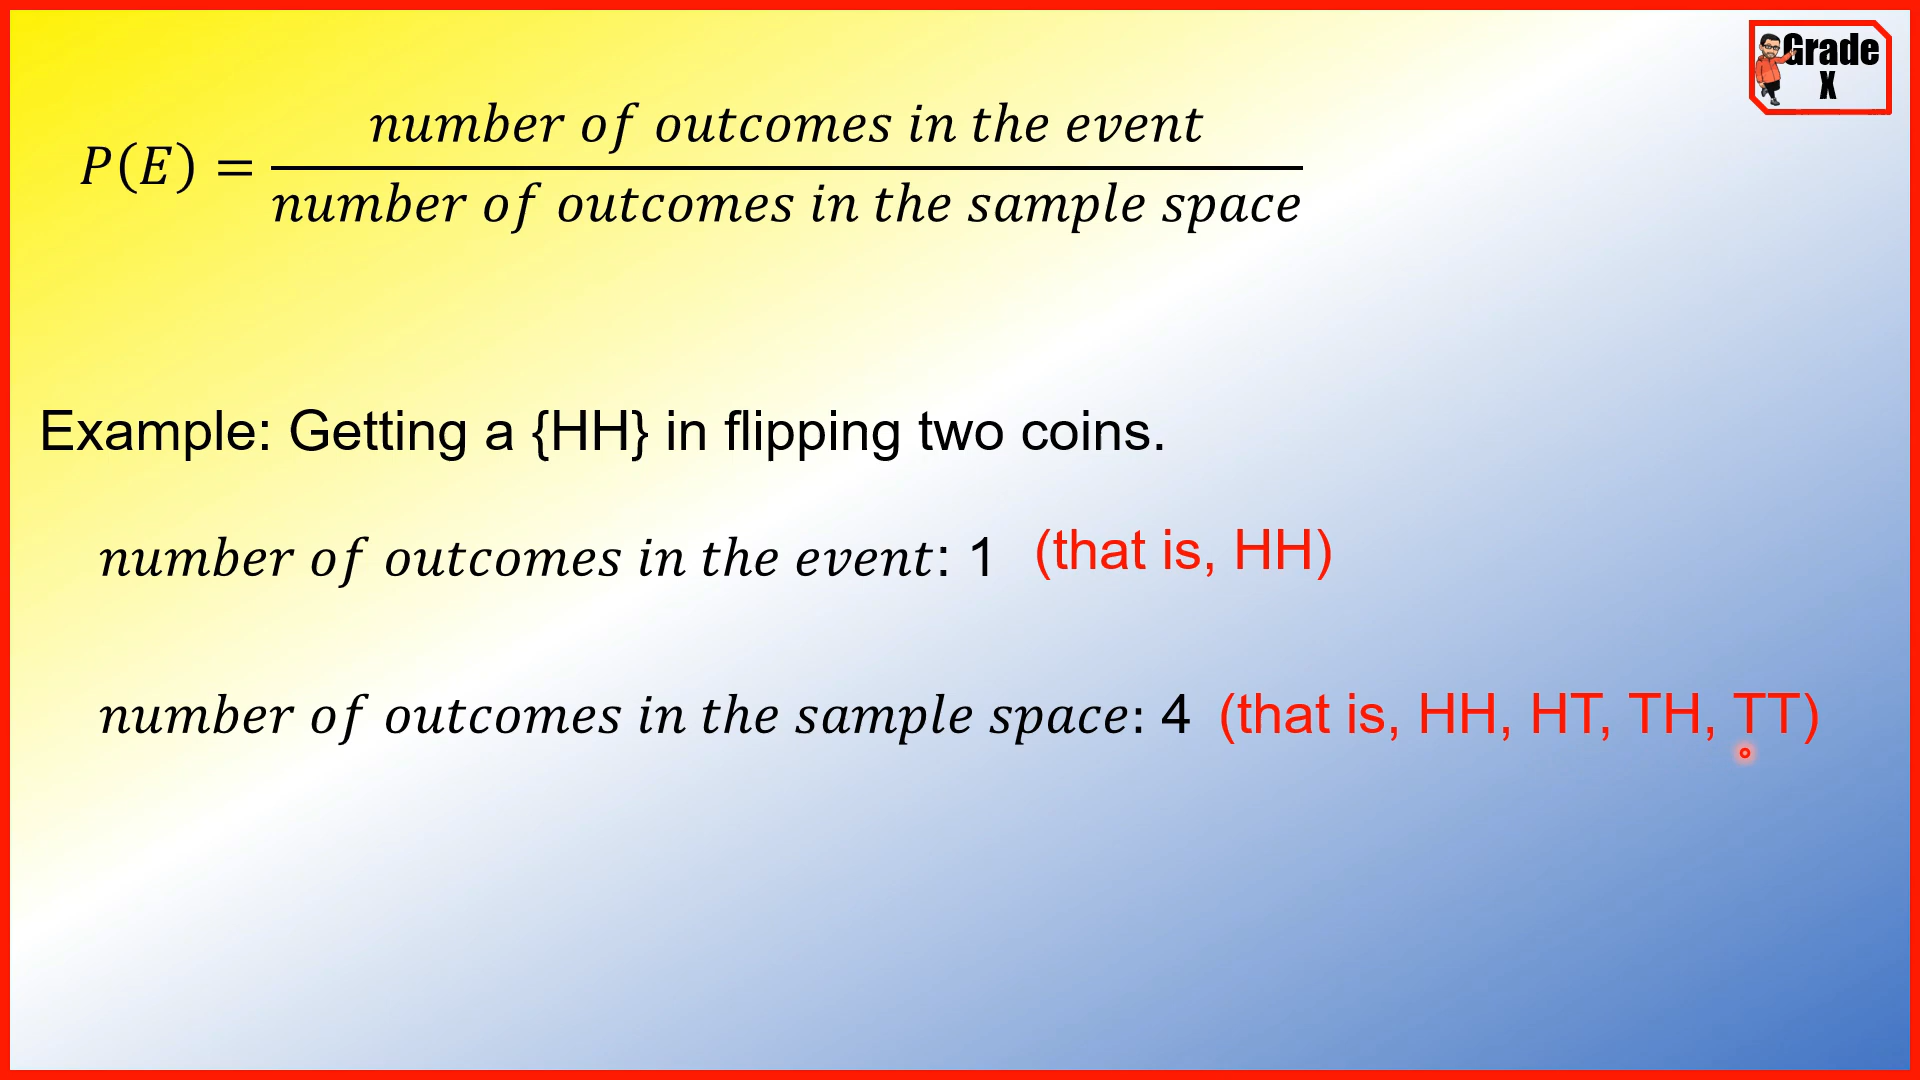 Grade
X
P(E) = number of outcomes in the event / number of outcomes in the sample space
Example: Getting a {HH} in flipping two coins.
number of outcomes in the event: 1 (that is, HH)
number of outcomes in the sample space: 4 (that is, HH, HT, TH, TT)